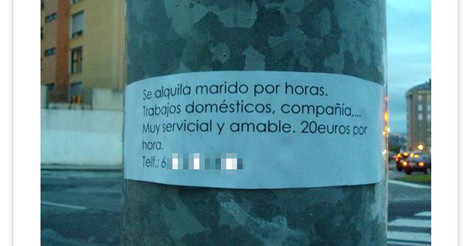 Se alquila marido por horas.
Trabajos domésticos, compañía,...
Muy servicial y amable. 20euros por
hora.
Telf.: 6